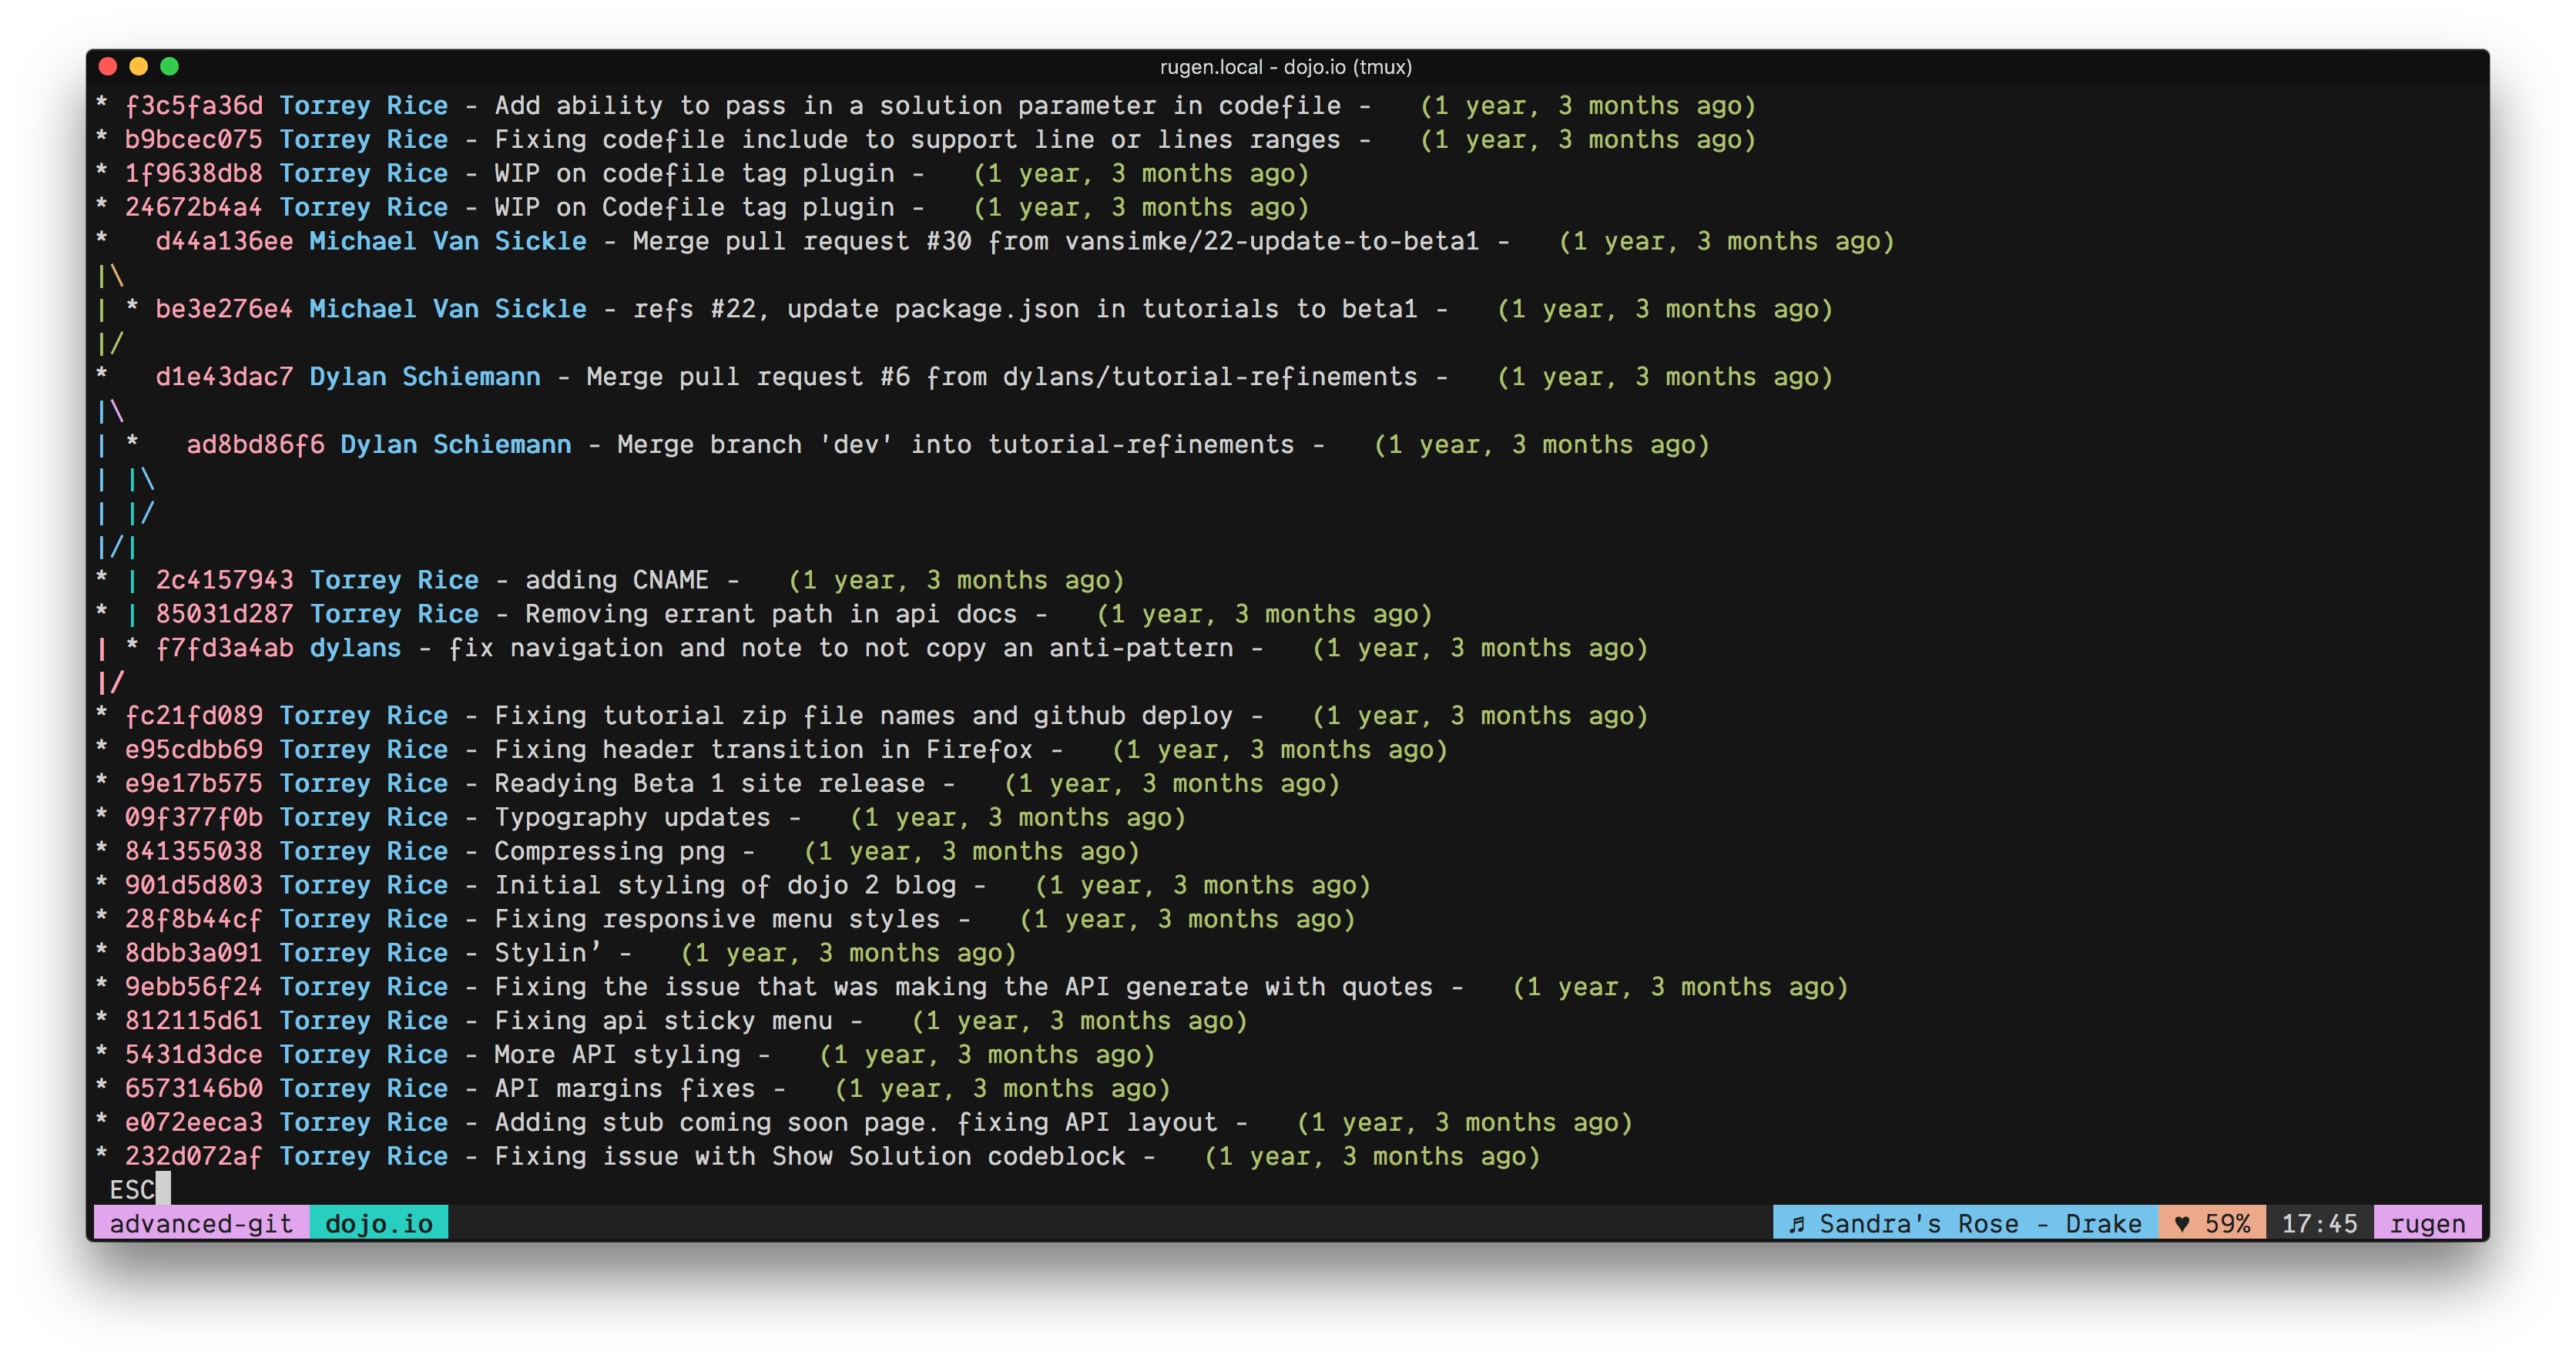 rugen.local - dojo.io (tmux)
* f3c5fa36d Torrey Rice - Add ability to pass in a solution parameter in codefile -   (1 year, 3 months ago)
* b9bcec075 Torrey Rice - Fixing codefile include to support line or lines ranges -   (1 year, 3 months ago)
* 1f9638db8 Torrey Rice - WIP on codefile tag plugin -   (1 year, 3 months ago)
* 24672b4a4 Torrey Rice - WIP on Codefile tag plugin -   (1 year, 3 months ago)
*   d44a136ee Michael Van Sickle - Merge pull request #30 from vansimke/22-update-to-beta1 -   (1 year, 3 months ago)
|\
| * be3e276e4 Michael Van Sickle - refs #22, update package.json in tutorials to beta1 -   (1 year, 3 months ago)
|/
*   d1e43dac7 Dylan Schiemann - Merge pull request #6 from dylans/tutorial-refinements -   (1 year, 3 months ago)
|\
| *   ad8bd86f6 Dylan Schiemann - Merge branch 'dev' into tutorial-refinements -   (1 year, 3 months ago)
| |\
| |/
|/|
* | 2c4157943 Torrey Rice - adding CNAME -   (1 year, 3 months ago)
* | 85031d287 Torrey Rice - Removing errant path in api docs -   (1 year, 3 months ago)
| * f7fd3a4ab dylans - fix navigation and note to not copy an anti-pattern -   (1 year, 3 months ago)
|/
* fc21fd089 Torrey Rice - Fixing tutorial zip file names and github deploy -   (1 year, 3 months ago)
* e95cdbb69 Torrey Rice - Fixing header transition in Firefox -   (1 year, 3 months ago)
* e9e17b575 Torrey Rice - Readying Beta 1 site release -   (1 year, 3 months ago)
* 09f377f0b Torrey Rice - Typography updates -   (1 year, 3 months ago)
* 841355038 Torrey Rice - Compressing png -   (1 year, 3 months ago)
* 901d5d803 Torrey Rice - Initial styling of dojo 2 blog -   (1 year, 3 months ago)
* 28f8b44cf Torrey Rice - Fixing responsive menu styles -   (1 year, 3 months ago)
* 8dbb3a091 Torrey Rice - Stylin’ -   (1 year, 3 months ago)
* 9ebb56f24 Torrey Rice - Fixing the issue that was making the API generate with quotes -   (1 year, 3 months ago)
* 812115d61 Torrey Rice - Fixing api sticky menu -   (1 year, 3 months ago)
* 5431d3dce Torrey Rice - More API styling -   (1 year, 3 months ago)
* 6573146b0 Torrey Rice - API margins fixes -   (1 year, 3 months ago)
* e072eeca3 Torrey Rice - Adding stub coming soon page. fixing API layout -   (1 year, 3 months ago)
* 232d072af Torrey Rice - Fixing issue with Show Solution codeblock -   (1 year, 3 months ago)
ESC
advanced-git dojo.io ♬ Sandra's Rose - Drake ♥ 59% 17:45 rugen